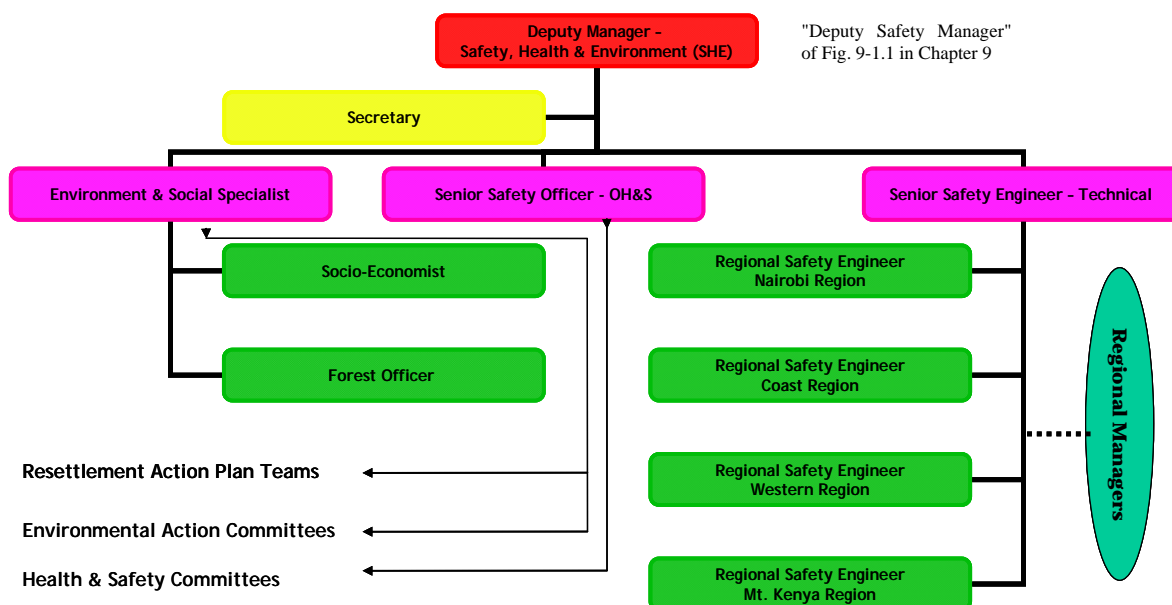 Deputy Manager –
Safety, Health & Environment (SHE)
"Deputy Safety Manager"
of Fig. 9-1.1 in Chapter 9
Secretary
Environment & Social Specialist
Senior Safety Officer - OH&S
Senior Safety Engineer – Technical
Socio-Economist
Forest Officer
Regional Safety Engineer
Nairobi Region
Regional Safety Engineer
Coast Region
Regional Safety Engineer
Western Region
Regional Safety Engineer
Mt. Kenya Region
Regional Managers
Resettlement Action Plan Teams
Environmental Action Committees
Health & Safety Committees